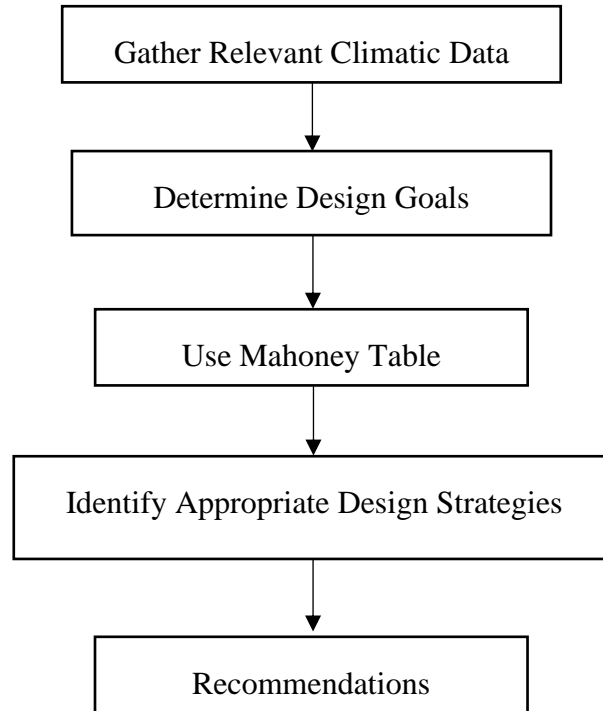 Gather Relevant Climatic Data
Determine Design Goals
Use Mahoney Table
Identify Appropriate Design Strategies
Recommendations